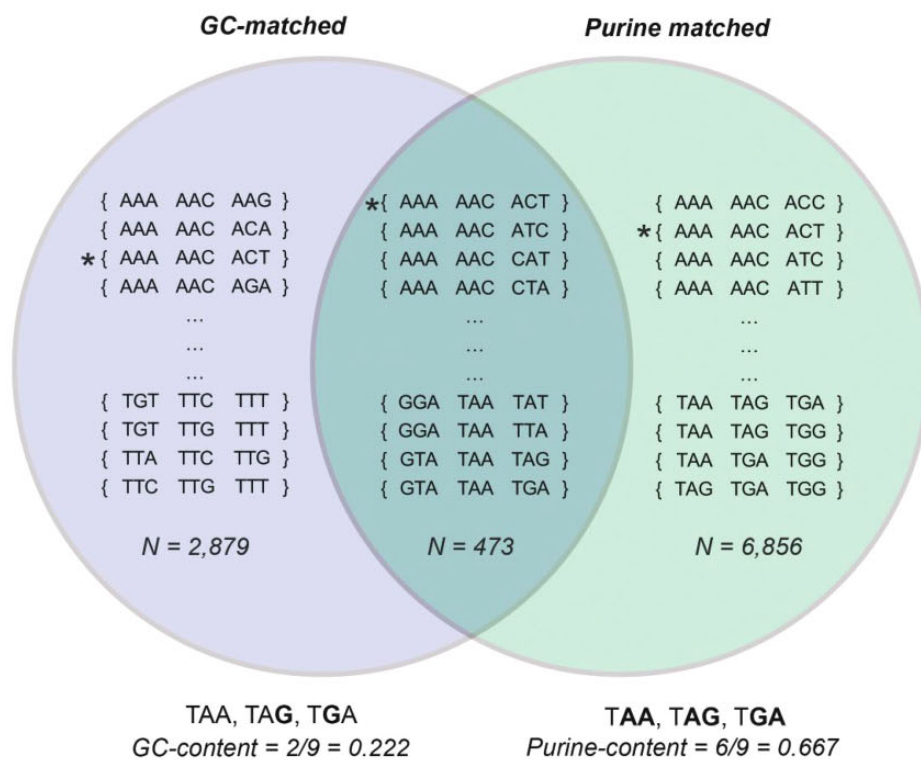 GC-matched
Purine matched
{ AAA AAC AAG }
{ AAA AAC ACA }
*{ AAA AAC ACT }
{ AAA AAC AGA }
...
...
...
{ TGT TTC TTT }
{ TGT TTG TTT }
{ TTA TTC TTG }
{ TTC TTG TTT }
N = 2,879
*{ AAA AAC ACT }
{ AAA AAC ATC }
{ AAA AAC CAT }
{ AAA AAC CTA }
...
...
...
{ GGA TAA TAT }
{ GGA TAA TTA }
{ GTA TAA TAG }
{ GTA TAA TGA }
N = 473
{ AAA AAC ACC }
*{ AAA AAC ACT }
{ AAA AAC ATC }
{ AAA AAC ATT }
...
...
...
{ TAA TAG TGA }
{ TAA TAG TGG }
{ TAA TGA TGG }
{ TAG TGA TGG }
N = 6,856
TAA, TAG, TGA
GC-content = 2/9 = 0.222
TAA, TAG, TGA
Purine-content = 6/9 = 0.667